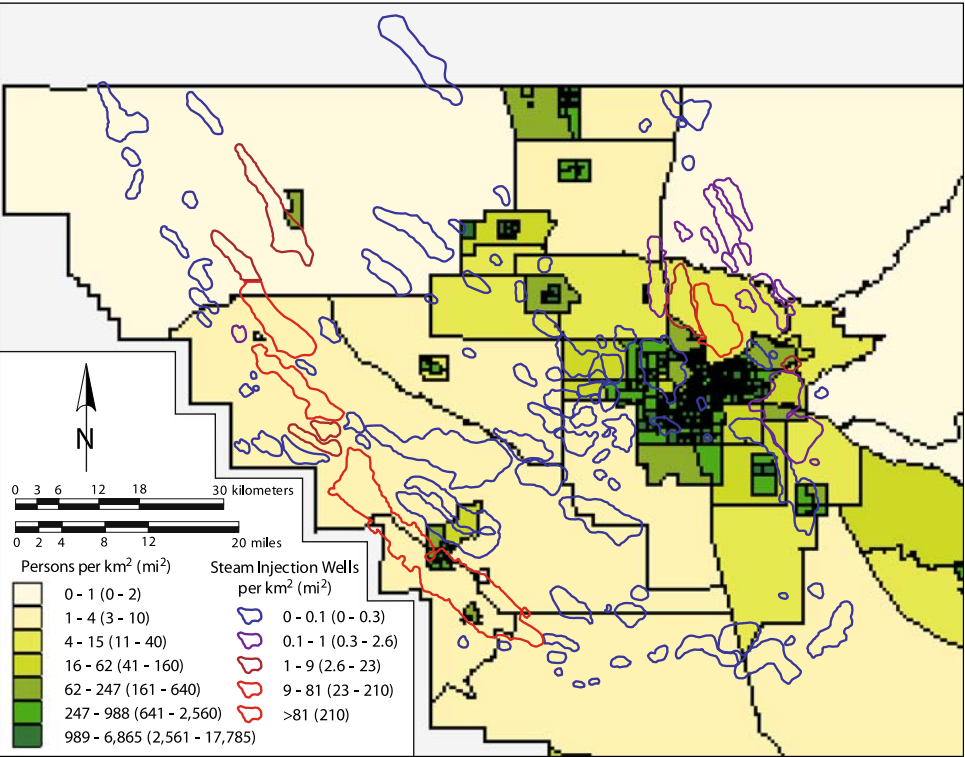 N
0 3 6 12 18 30 kilometers
0 2 4 8 12 20 miles
Persons per km² (mi²)
0 - 1 (0 - 2)
1 - 4 (3 - 10)
4 - 15 (11 - 40)
16 - 62 (41 - 160)
62 - 247 (161 - 640)
247 - 988 (641 - 2,560)
989 - 6,865 (2,561 - 17,785)
Steam Injection Wells
per km² (mi²)
0 - 0.1 (0 - 0.3)
0.1 - 1 (0.3 - 2.6)
1 - 9 (2.6 - 23)
9 - 81 (23 - 210)
>81 (210)